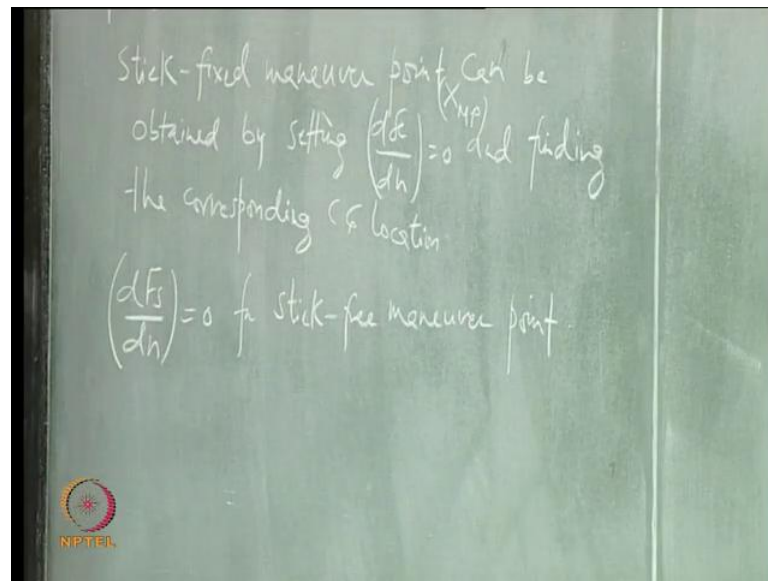 Stick-fixed maneuver point can be
(X_MP)
obtained by setting (dδe/dn) = 0 and finding
the corresponding CG location.
(dFs/dn) = 0 for stick-free maneuver point.
NPTEL